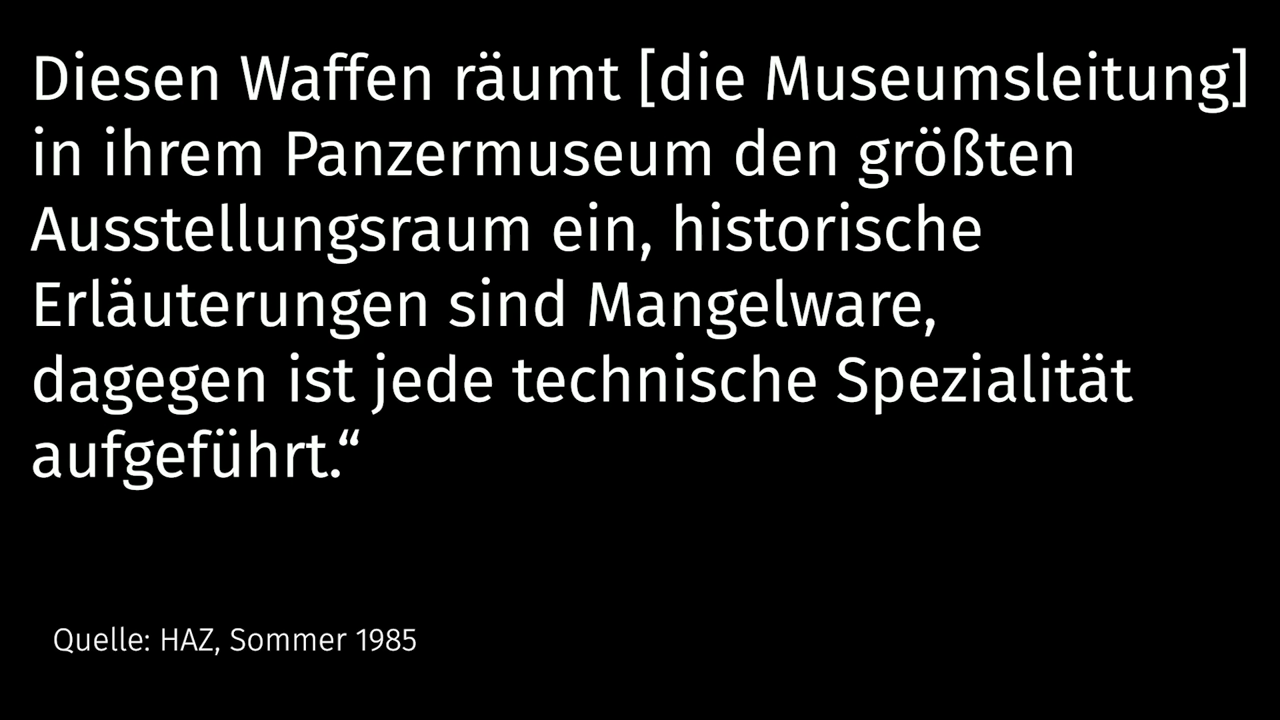 Diesen Waffen räumt [die Museumsleitung]
in ihrem Panzermuseum den größten
Ausstellungsraum ein, historische
Erläuterungen sind Mangelware,
dagegen ist jede technische Spezialität
aufgeführt.“
Quelle: HAZ, Sommer 1985